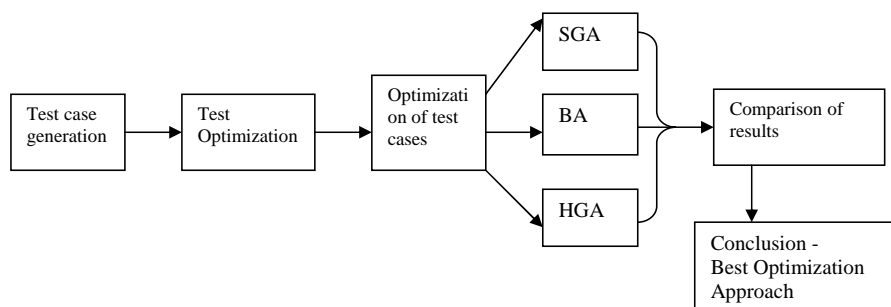 Test case
generation
Test
Optimization
Optimizati
on of test
cases
SGA
BA
HGA
Comparison of
results
Conclusion -
Best Optimization
Approach